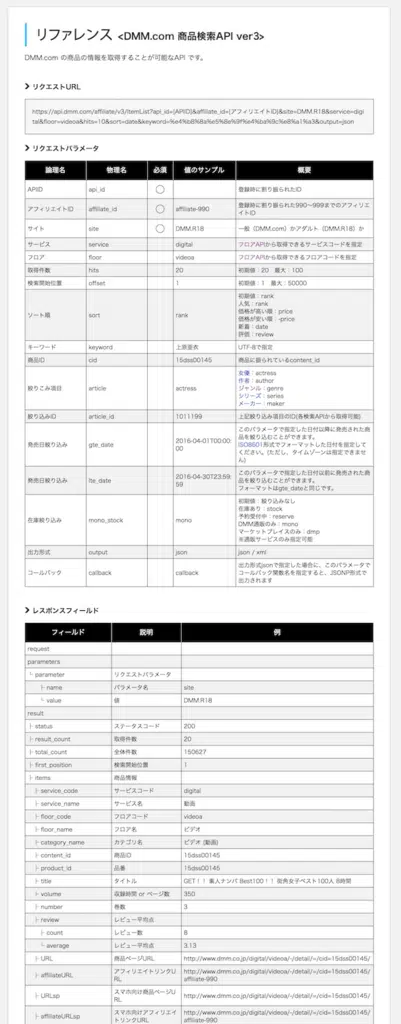 リファレンス <DMM.com 商品検索API ver3>
DMM.com の商品の情報を取得することが可能なAPI です。
リクエストURL
https://api.dmm.com/affiliate/v3/ItemList?api_id=[APIID]&affiliate_id=[アフィリエイトID]&site=DMM.R18&service=digi
tal&floor=videoa&hits=10&sort=date&keyword=%e4%b8%8a%e5%8e%9f%e4%ba%9c%e8%a1%a3&output=json
リクエストパラメータ
論理名 物理名 必須 値のサンプル 概要
APIID api_id ◯ 登録時に割り振られたID
アフィリエイトID affiliate_id ◯ affiliate-990 登録時に割り振られた990～999までのアフィリエ
イトID
サイト site ◯ DMM.R18 一般（DMM.com）かアダルト（DMM.R18）か
サービス service digital フロアAPIから取得できるサービスコードを指定
フロア floor videoa フロアAPIから取得できるフロアコードを指定
取得件数 hits 20 初期値：20 最大：100
検索開始位置 offset 1 初期値：1 最大：50000
ソート順 sort rank 初期値：rank
人気：rank
価格が高い順：price
価格が安い順：-price
新着：date
評価：review
キーワード keyword 上原亜衣 UTF-8で指定
商品ID cid 15dss00145 商品に振られているcontent_id
絞りこみ項目 article actress 女優：actress
作者：author
ジャンル：genre
シリーズ：series
メーカー：maker
絞り込みID article_id 1011199 上記絞り込み項目のID(各検索APIから取得可能)
発売日絞り込み gte_date 2016-04-01T00:00:
00 このパラメータで指定した日付以降に発売された商
品を絞り込むことができます。
ISO8601形式でフォーマットした日付を指定して
ください。(ただし、タイムゾーンは指定できませ
ん)
発売日絞り込み lte_date 2016-04-30T23:59:
59 このパラメータで指定した日付以前に発売された商
品を絞り込むことができます。
フォーマットはgte_dateと同じです。
在庫絞り込み mono_stock mono 初期値：絞り込みなし
在庫あり：stock
予約受付中：reserve
DMM通販のみ：mono
マーケットプレイスのみ：dmp
※通販サービスのみ指定可能
出力形式 output json json / xml
コールバック callback callback 出力形式jsonで指定した場合に、このパラメータで
コールバック関数名を指定すると、JSONP形式で
出力されます
レスポンスフィールド
フィールド 説明 例
request
parameters
└ parameter リクエストパラメータ
├ name パラメータ名 site
└ value 値 DMM.R18
result
├ status ステータスコード 200
├ result_count 取得件数 20
├ total_count 全体件数 150627
├ first_position 検索開始位置 1
├ items 商品情報
├ service_code サービスコード digital
├ service_name サービス名 動画
├ floor_code フロアコード videoa
├ floor_name フロア名 ビデオ
├ category_name カテゴリ名 ビデオ (動画)
├ content_id 商品ID 15dss00145
├ product_id 品番 15dss00145
├ title タイトル GET！！ 素人ナンパ Best100！！ 街角女子ベスト100人 8時間
├ volume 収録時間 or ページ数 350
├ number 巻数 3
├ review レビュー平均点
├ count レビュー数 8
└ average レビュー平均点 3.13
├ URL 商品ページURL http://www.dmm.co.jp/digital/videoa/-/detail/=/cid=15dss00145/
├ affiliateURL アフィリエイトリンクU
RL http://www.dmm.co.jp/digital/videoa/-/detail/=/cid=15dss00145/
affiliate-990
├ URLsp スマホ向け商品ページU
RL http://www.dmm.co.jp/digital/videoa/-/detail/=/cid=15dss00145/
├ affiliateURLsp スマホ向けアフィリエイ
トリンクURL http://www.dmm.co.jp/digital/videoa/-/detail/=/cid=15dss00145/
affiliate-990